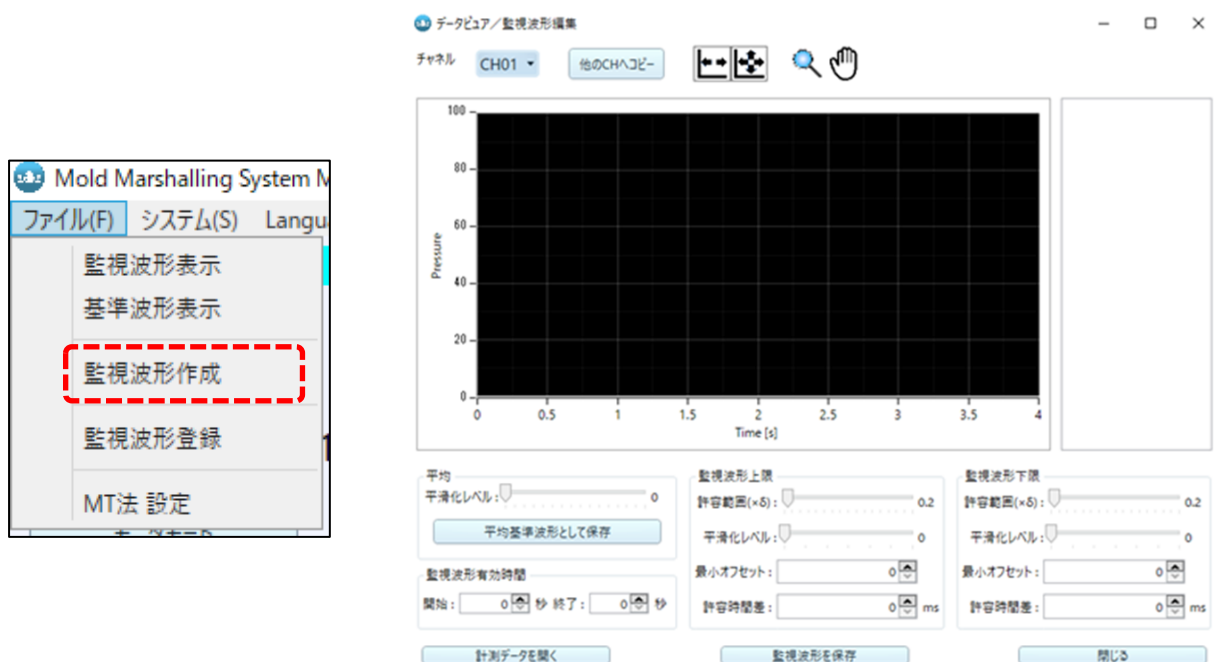 Mold Marshalling System M
ファイル(F) システム(S) Langu
監視波形表示
基準波形表示
監視波形作成
監視波形登録
MT法 設定
データビュア／監視波形編集
チャネル CH01 他のCHへコピー
100
80
60
40
20
0
Pressure
0 0.5 1 1.5 2 2.5 3 3.5 4
Time [s]
平均
平滑化レベル： 0
平均基準波形として保存
監視波形有効時間
開始： 0 秒 終了： 0 秒
監視波形上限
許容範囲(×δ)： 0.2
平滑化レベル： 0
最小オフセット： 0
許容時間差： 0 ms
監視波形下限
許容範囲(×δ)： 0.2
平滑化レベル： 0
最小オフセット： 0
許容時間差： 0 ms
計測データを開く 監視波形を保存 閉じる